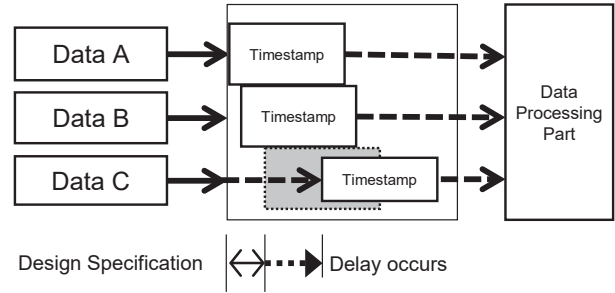 Data A
Timestamp
Data B
Timestamp
Data C
Timestamp
Data
Processing
Part
Design Specification
Delay occurs